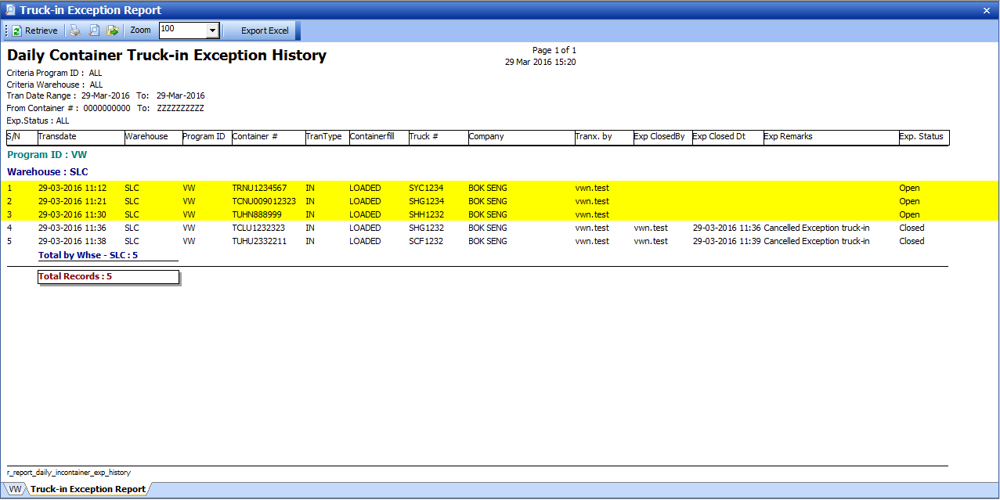 Truck-in Exception Report
Retrieve Zoom 100 Export Excel
Daily Container Truck-in Exception History
Page 1 of 1
29 Mar 2016 15:20
Criteria Program ID : ALL
Criteria Warehouse : ALL
Tran Date Range : 29-Mar-2016 To: 29-Mar-2016
From Container # : 0000000000 To: ZZZZZZZZZZ
Exp.Status : ALL
S/N Transdate Warehouse Program ID Container # TranType Containerfill Truck # Company Tranx. by Exp ClosedBy Exp Closed Dt Exp Remarks Exp. Status
Program ID : VW
Warehouse : SLC
1 29-03-2016 11:12 SLC VW TRNU1234567 IN LOADED SYC1234 BOK SENG vwn.test Open
2 29-03-2016 11:21 SLC VW TCNU009012323 IN LOADED SHG1234 BOK SENG vwn.test Open
3 29-03-2016 11:30 SLC VW TUHN888999 IN LOADED SHH1232 BOK SENG vwn.test Open
4 29-03-2016 11:36 SLC VW TCLU1232323 IN LOADED SHG1232 BOK SENG vwn.test vwn.test 29-03-2016 11:36 Cancelled Exception truck-in Closed
5 29-03-2016 11:38 SLC VW TUHU2332211 IN LOADED SCF1232 BOK SENG vwn.test vwn.test 29-03-2016 11:39 Cancelled Exception truck-in Closed
Total by Whse - SLC : 5
Total Records : 5
r_report_daily_incontainer_exp_history
VW Truck-in Exception Report